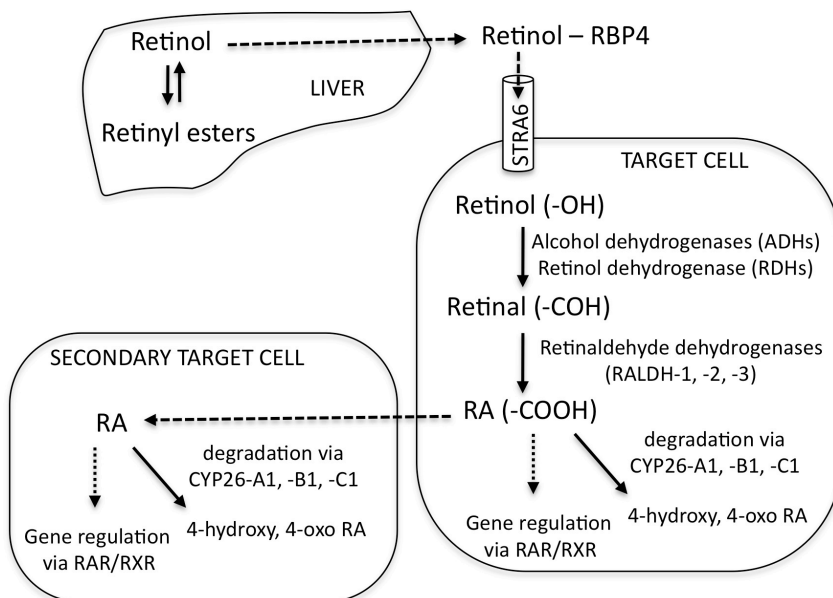 Retinol
Retinol – RBP4
LIVER
Retinyl esters
STRA6
TARGET CELL
Retinol (-OH)
Alcohol dehydrogenases (ADHs)
Retinol dehydrogenase (RDHs)
Retinal (-COH)
Retinaldehyde dehydrogenases
(RALDH-1, -2, -3)
RA (-COOH)
degradation via
CYP26-A1, -B1, -C1
4-hydroxy, 4-oxo RA
Gene regulation
via RAR/RXR
SECONDARY TARGET CELL
RA
degradation via
CYP26-A1, -B1, -C1
4-hydroxy, 4-oxo RA
Gene regulation
via RAR/RXR